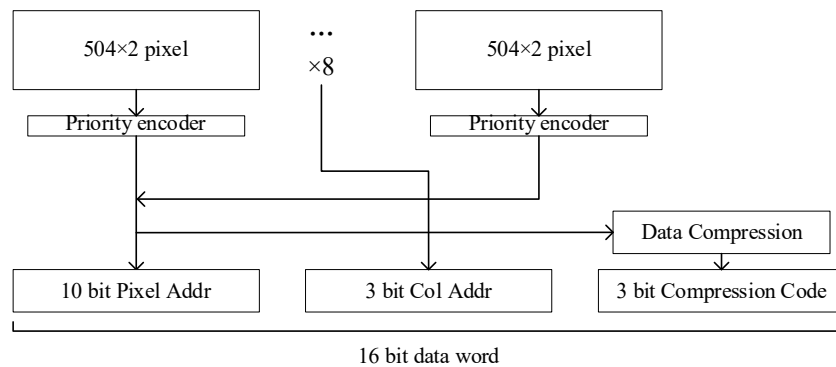 504×2 pixel
...
×8
504×2 pixel
Priority encoder
Priority encoder
Data Compression
10 bit Pixel Addr
3 bit Col Addr
3 bit Compression Code
16 bit data word